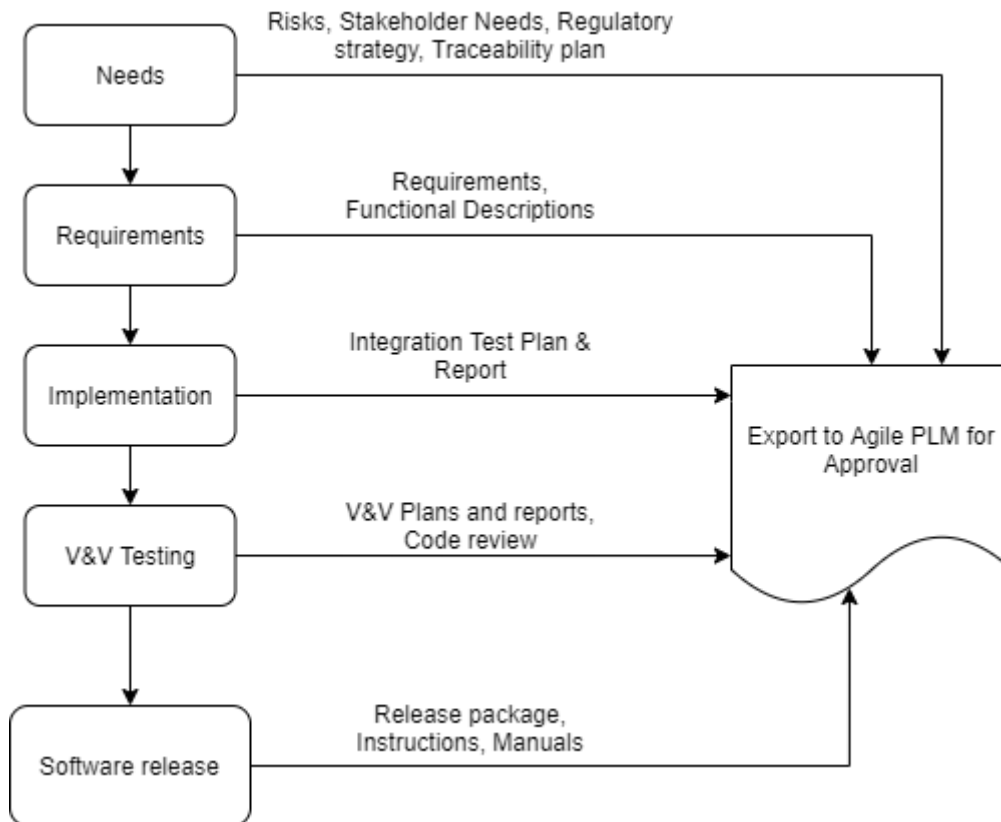 Risks, Stakeholder Needs, Regulatory
strategy, Traceability plan
Needs
Requirements,
Functional Descriptions
Requirements
Integration Test Plan &
Report
Implementation
Export to Agile PLM for
Approval
V&V Plans and reports,
Code review
V&V Testing
Release package,
Instructions, Manuals
Software release